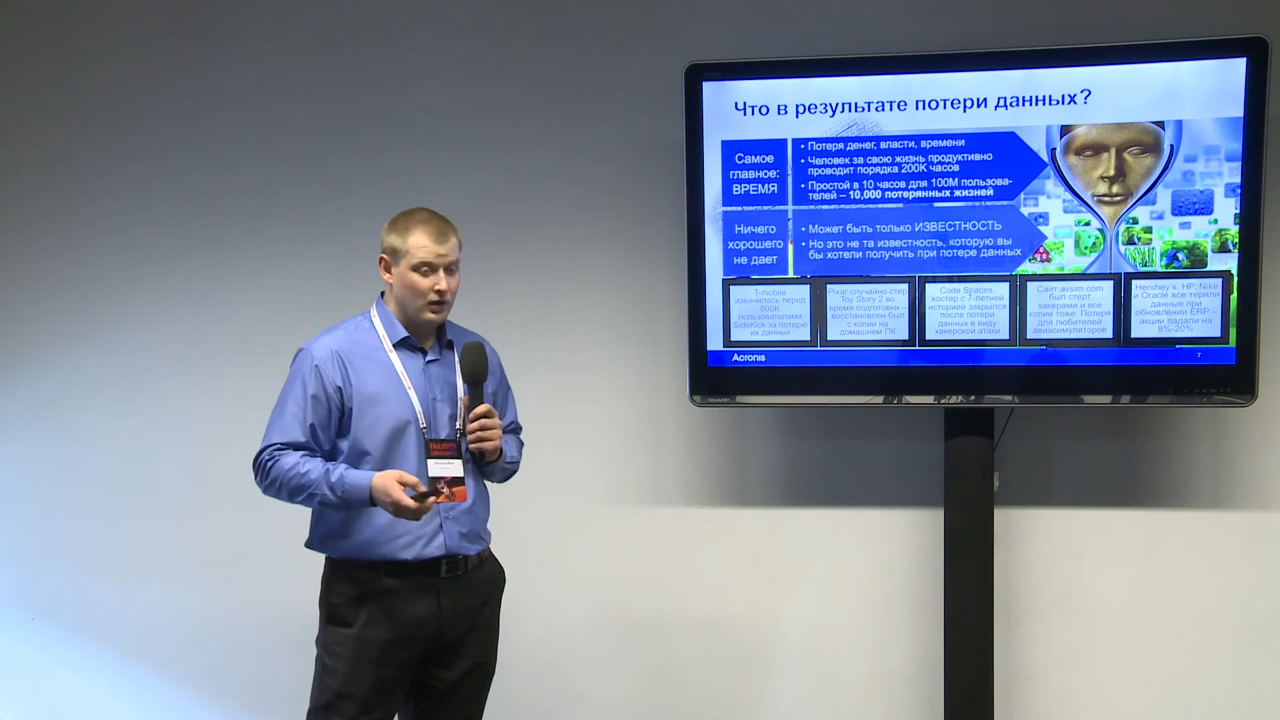 Что в результате потери данных?
Самое
главное:
ВРЕМЯ
• Потеря денег, власти, времени
• Человек за свою жизнь продуктивно
проводит порядка 200К часов
• Простой в 10 часов для 100М пользова-
телей – 10,000 потерянных жизней
Ничего
хорошего
не дает
• Может быть только ИЗВЕСТНОСТЬ
• Но это не та известность, которую вы
бы хотели получить при потере данных
T-mobile
извинилась перед
800К
пользователями
SideKick за потерю
их данных
Pixar случайно стер
Toy Story 2 во
время подготовки –
восстановлен был
с копии на
домашнем ПК
Code Spaces,
хостер с 7-летней
историей закрылся
после потери
данных в виду
хакерской атаки
Сайт avsim.com
был стерт
хакерами и все
копии тоже. Потеря
для любителей
авиасимуляторов
Hershey's, HP, Nike
и Oracle все теряли
данные при
обновлении ERP –
акции падали на
8%-20%
Acronis
7
SHARP
FAILOVER
CONFERENCE